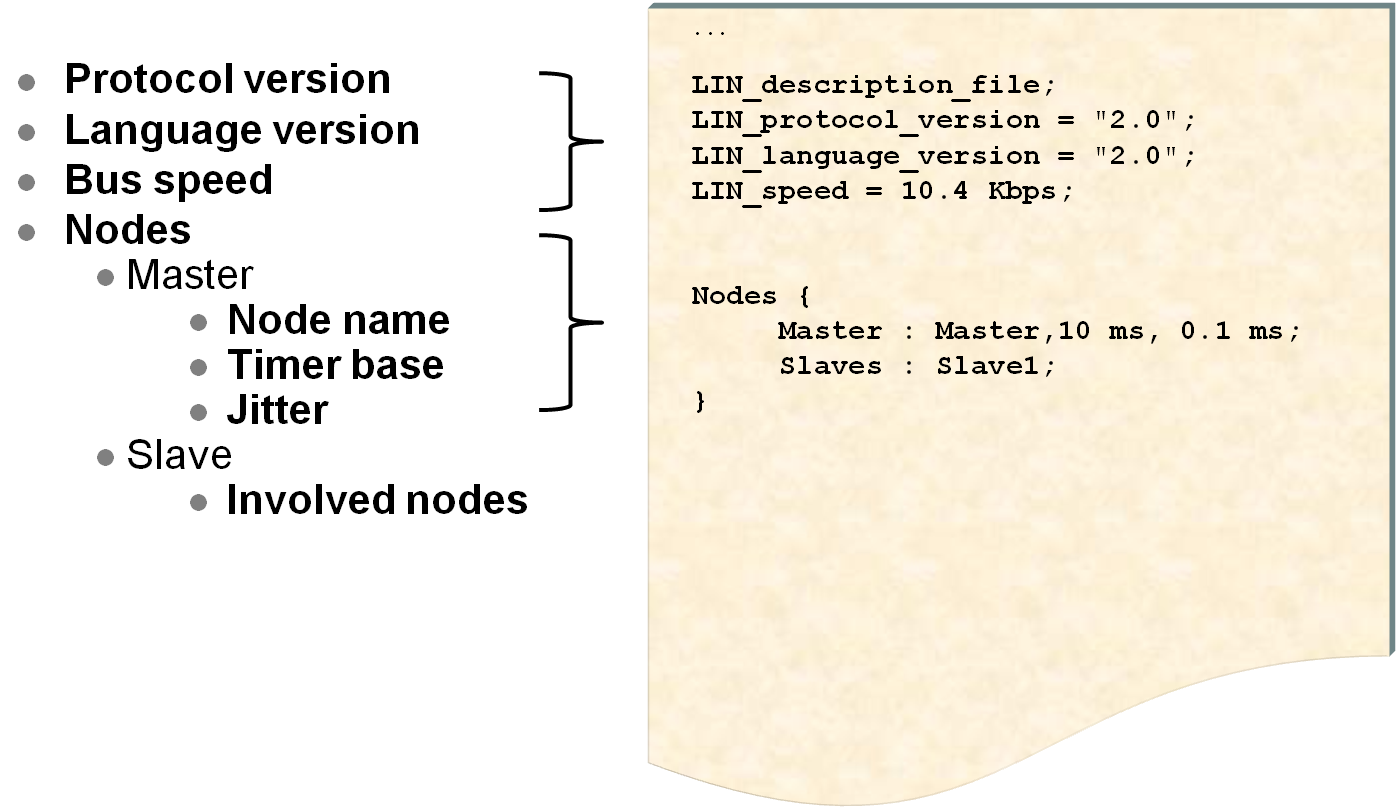 Protocol version
Language version
Bus speed
Nodes
Master
Node name
Timer base
Jitter
Slave
Involved nodes
...
LIN_description_file;
LIN_protocol_version = "2.0";
LIN_language_version = "2.0";
LIN_speed = 10.4 Kbps;
Nodes {
Master : Master,10 ms, 0.1 ms;
Slaves : Slave1;
}